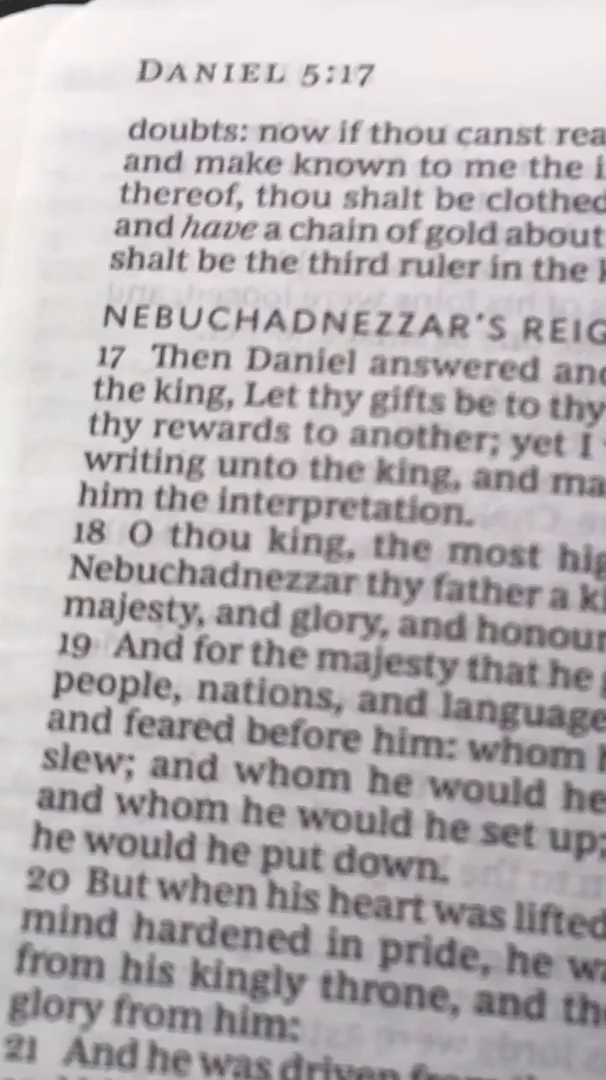 DANIEL 5:17
doubts: now if thou canst rea
and make known to me the i
thereof, thou shalt be clothed
and have a chain of gold about
shalt be the third ruler in the k
NEBUCHADNEZZAR'S REIG
17 Then Daniel answered and
the king, Let thy gifts be to thy
thy rewards to another; yet I
writing unto the king, and ma
him the interpretation.
18 O thou king, the most hig
Nebuchadnezzar thy father a ki
majesty, and glory, and honour
19 And for the majesty that he
people, nations, and language
and feared before him: whom h
slew; and whom he would he
and whom he would he set up;
he would he put down.
20 But when his heart was lifted
mind hardened in pride, he wa
from his kingly throne, and the
glory from him:
21 And he was driven from